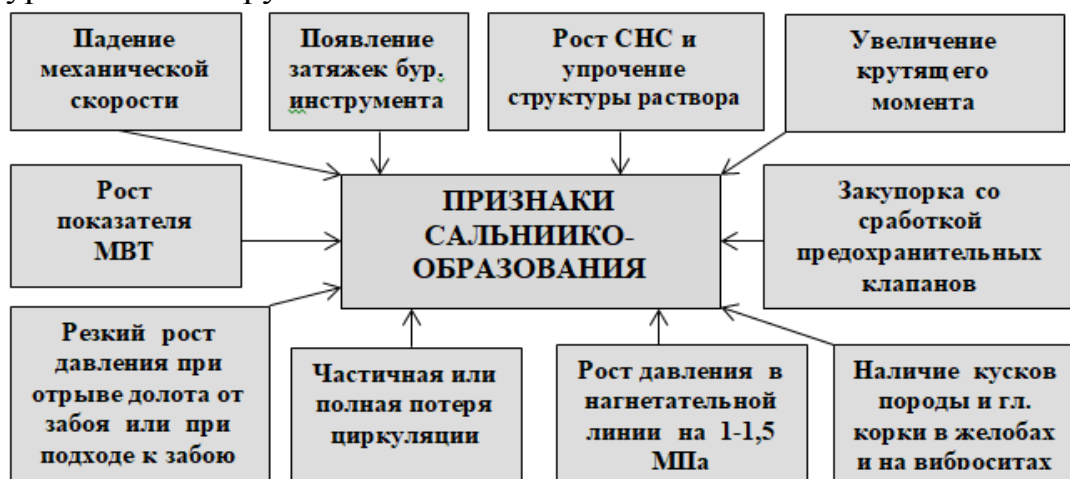 Падение
механической
скорости
Появление
затяжек бур.
инструмента
Рост СНС и
упрочение
структуры раствора
Увеличение
крутящего
момента
Рост
показателя
МВТ
ПРИЗНАКИ
САЛЬНИИКО-
ОБРАЗОВАНИЯ
Закупорка со
сработкой
предохранительных
клапанов
Резкий рост
давления при
отрыве долота от
забоя или при
подходе к забою
Частичная или
полная потеря
циркуляции
Рост давления в
нагнетательной
линии на 1-1,5
МПа
Наличие кусков
породы и гл.
корки в желобах
и на виброситах